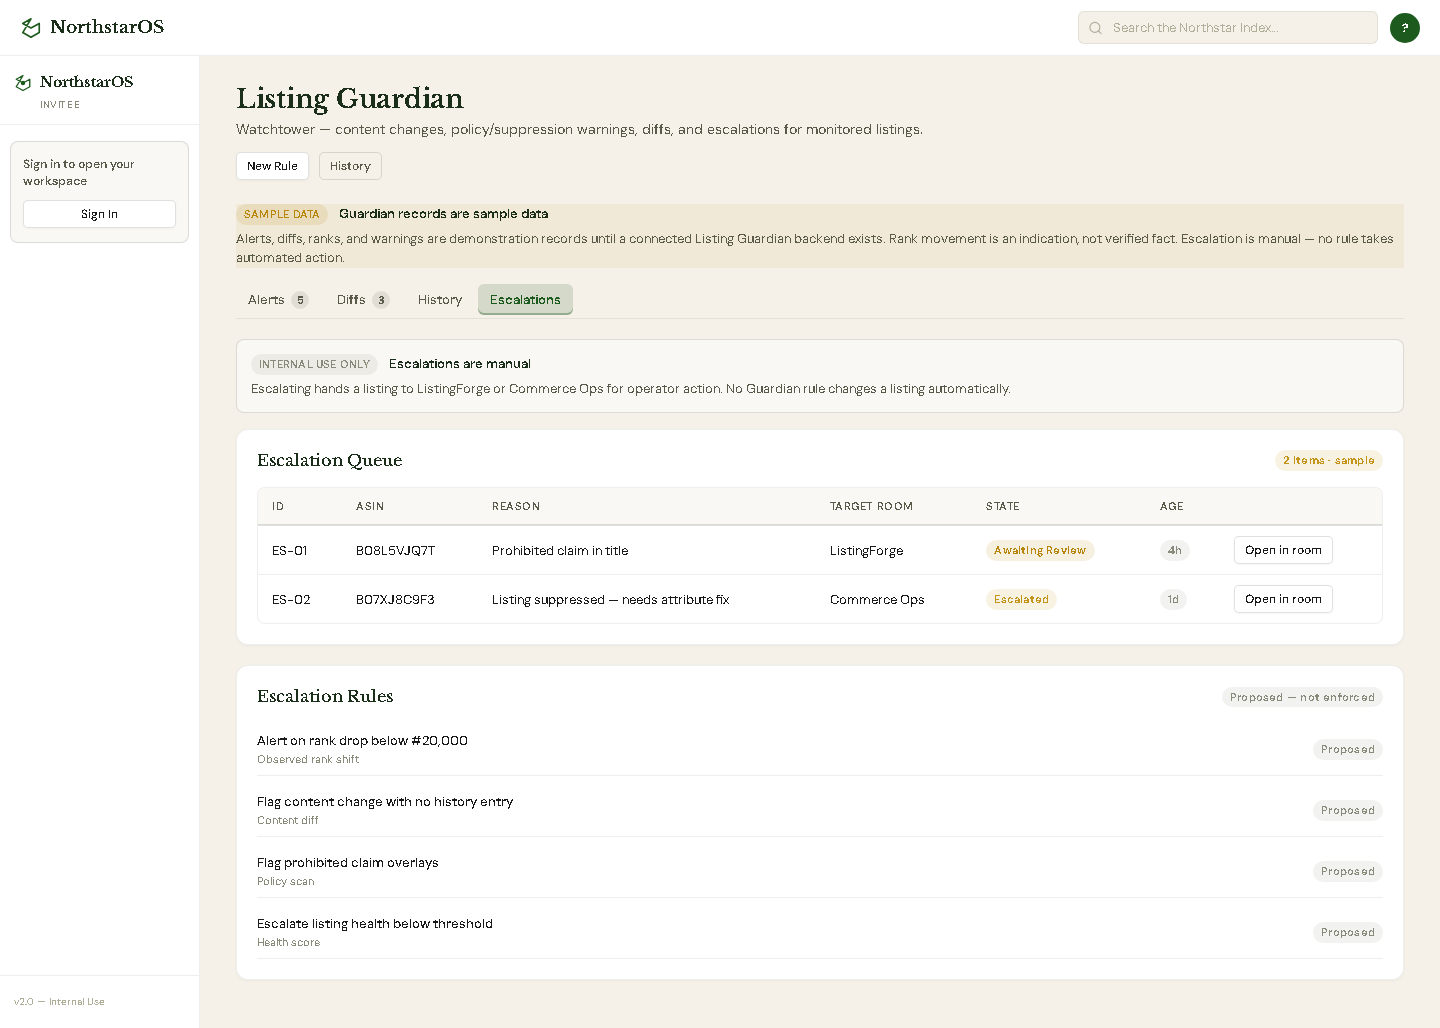 NorthstarOS
Search the Northstar Index...
?
NorthstarOS
INVITEE
Sign in to open your
workspace
Sign In
v2.0 — Internal Use
Listing Guardian
Watchtower — content changes, policy/suppression warnings, diffs, and escalations for monitored listings.
New Rule
History
SAMPLE DATA Guardian records are sample data
Alerts, diffs, ranks, and warnings are demonstration records until a connected Listing Guardian backend exists. Rank movement is an indication, not verified fact. Escalation is manual — no rule takes
automated action.
Alerts 5 Diffs 3 History Escalations
INTERNAL USE ONLY Escalations are manual
Escalating hands a listing to ListingForge or Commerce Ops for operator action. No Guardian rule changes a listing automatically.
Escalation Queue 2 items · sample
ID ASIN REASON TARGET ROOM STATE AGE
ES-01 B08L5VJQ7T Prohibited claim in title ListingForge Awaiting Review 4h Open in room
ES-02 B07XJ8C9F3 Listing suppressed — needs attribute fix Commerce Ops Escalated 1d Open in room
Escalation Rules Proposed — not enforced
Alert on rank drop below #20,000
Observed rank shift
Proposed
Flag content change with no history entry
Content diff
Proposed
Flag prohibited claim overlays
Policy scan
Proposed
Escalate listing health below threshold
Health score
Proposed